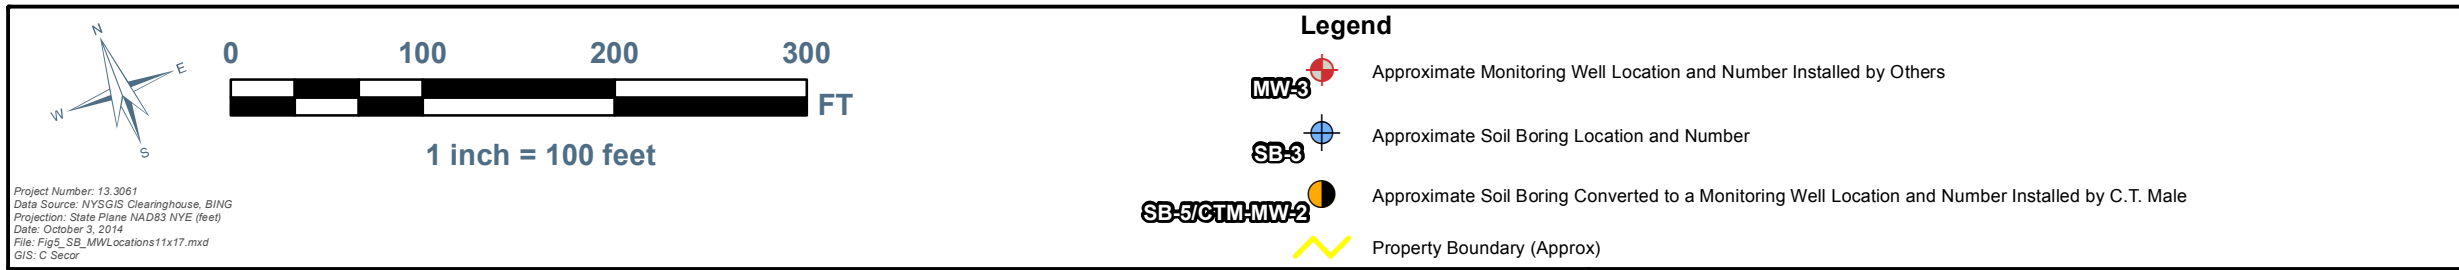 N
E
W
S
0 100 200 300
FT
1 inch = 100 feet
Project Number: 13.3061
Data Source: NYSGIS Clearinghouse, BING
Projection: State Plane NAD83 NYE (feet)
Date: October 3, 2014
File: Fig5_SB_MWLocations11x17.mxd
GIS: C Secor
Legend
MW-3 Approximate Monitoring Well Location and Number Installed by Others
SB-3 Approximate Soil Boring Location and Number
SB-5/CTM-MW-2 Approximate Soil Boring Converted to a Monitoring Well Location and Number Installed by C.T. Male
Property Boundary (Approx)